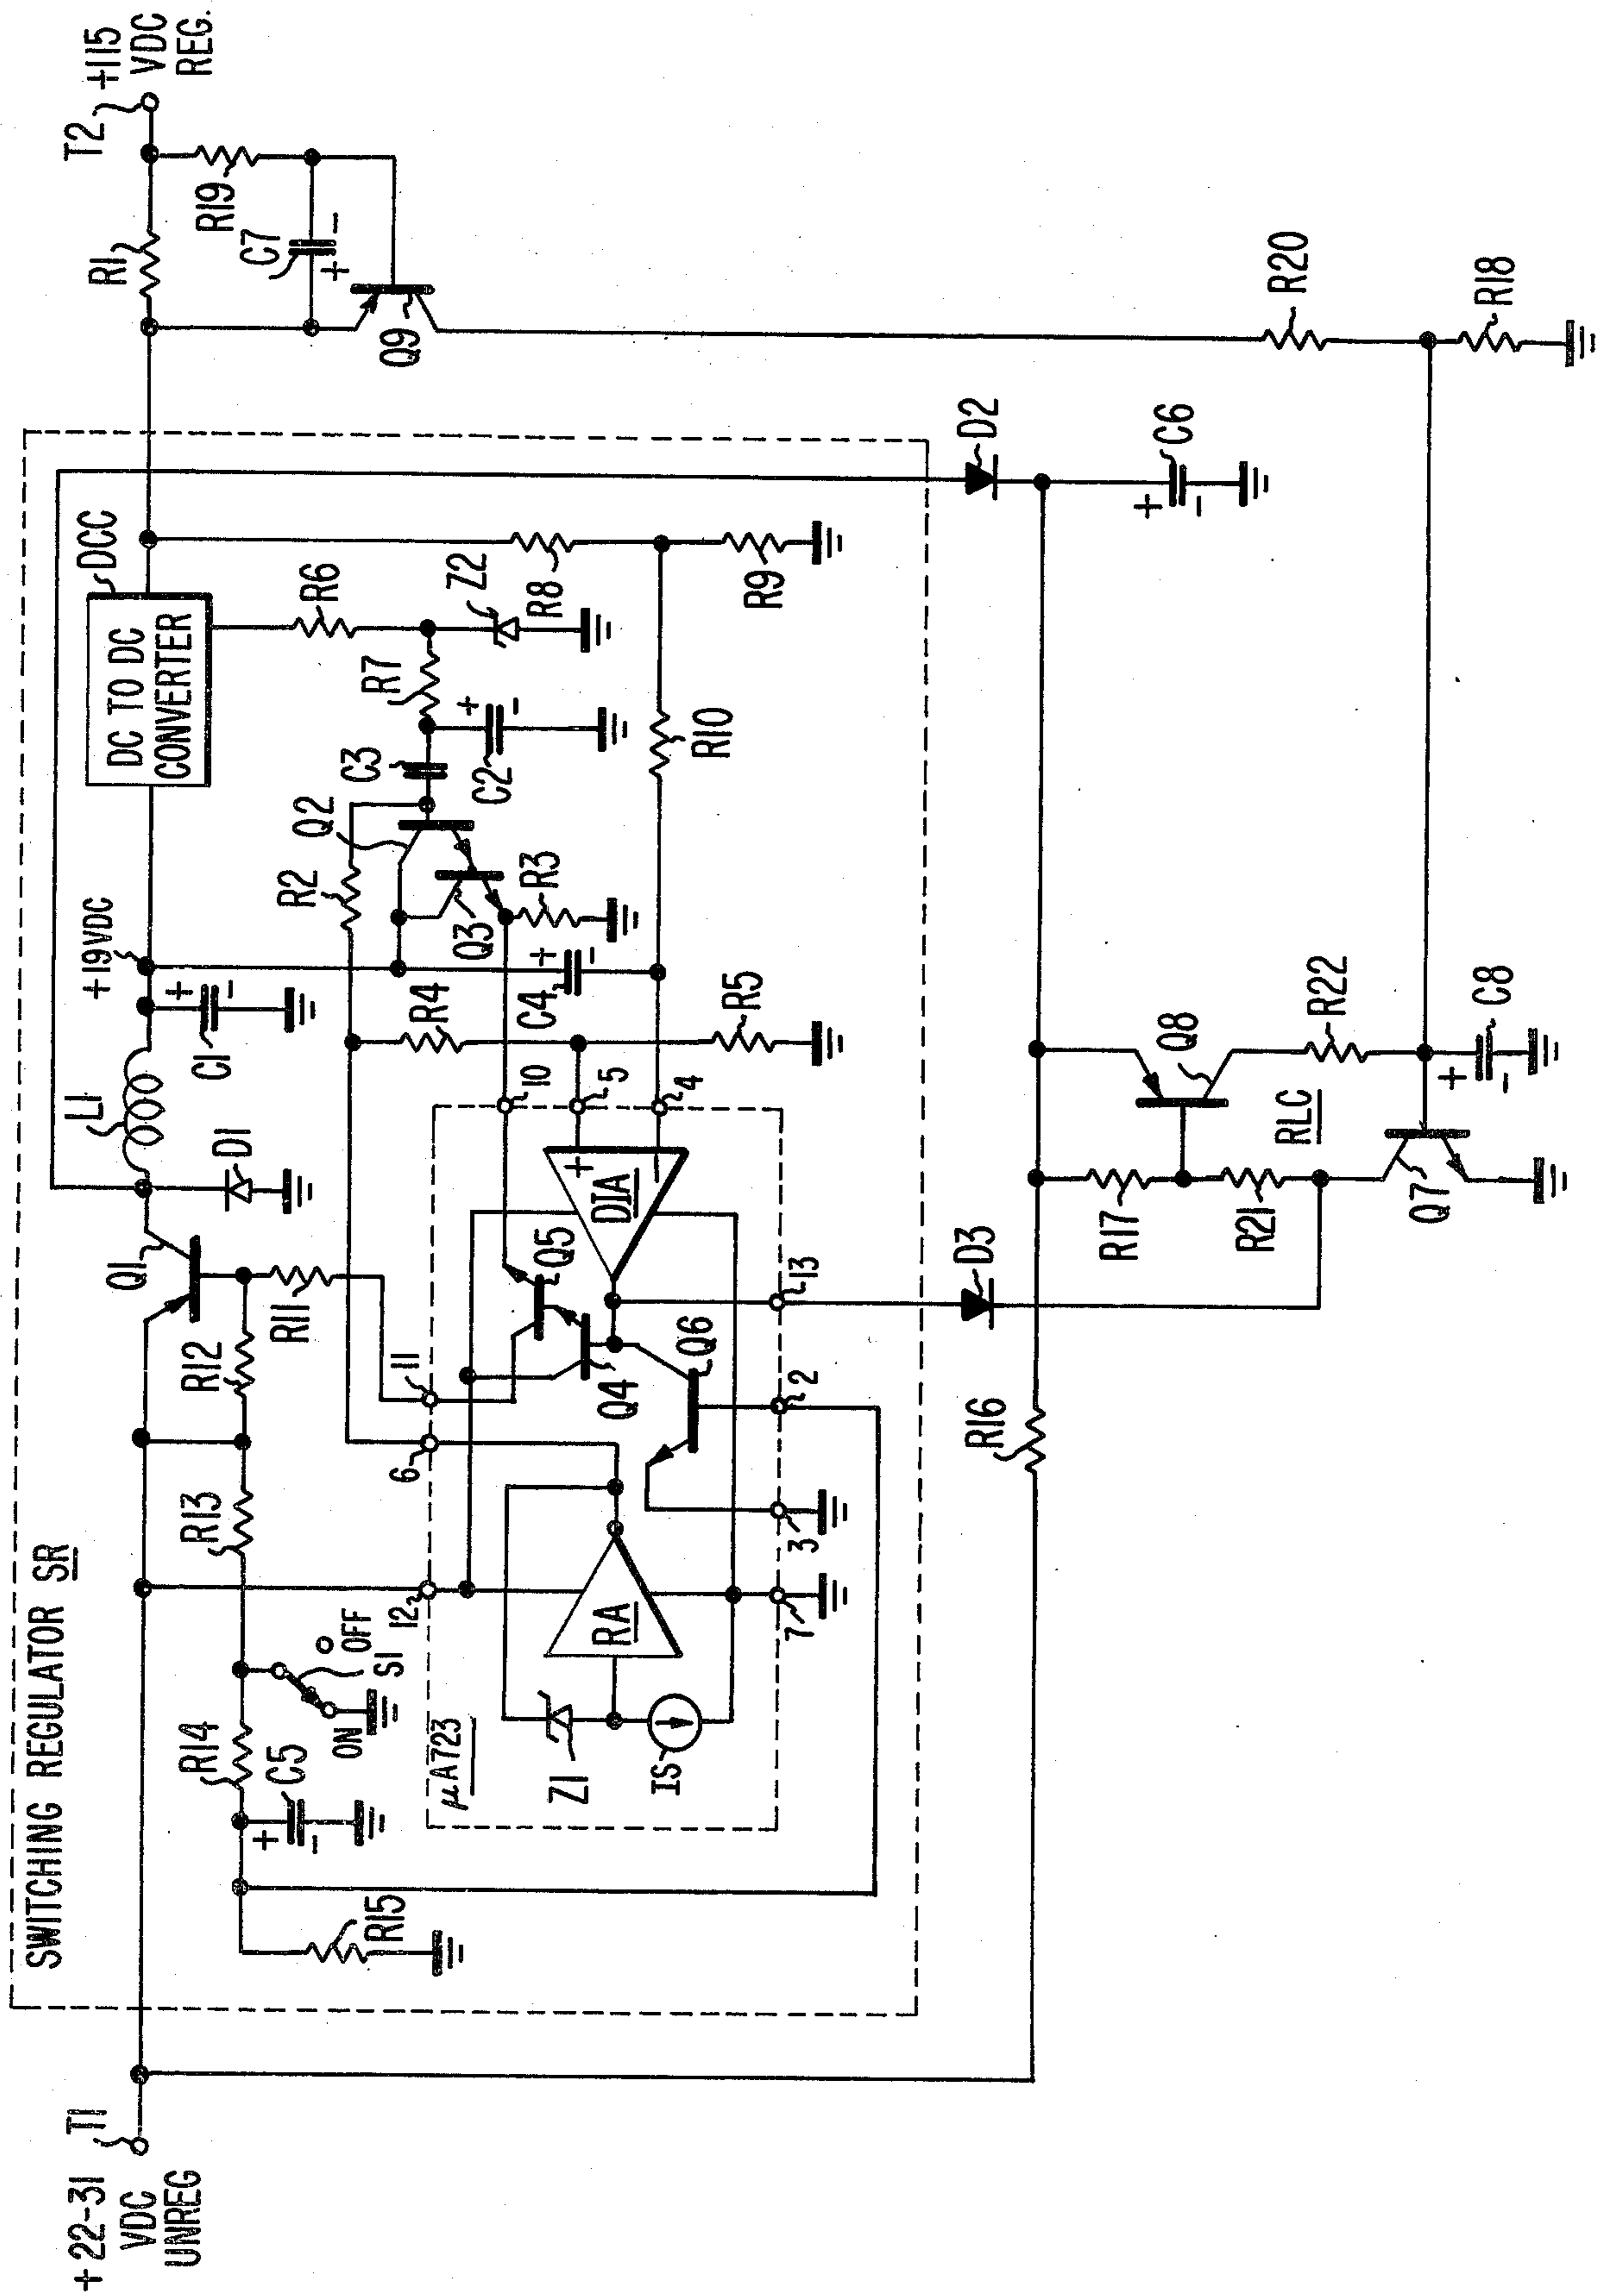 SWITCHING REGULATOR SR
+22-31
VDC
UNREG
T1
T2
+115
VDC
REG.
R1
R19
C7
+
-
Q9
DCC
DC TO DC
CONVERTER
+19VDC
L1
C1
+
-
D1
Q1
R11
R12
R13
R14
R15
C5
+
-
S1
OFF
ON
R6
R7
Z2
R8
R9
R10
C3
C2
+
-
Q2
Q3
R2
R3
R4
R5
C4
+
-
μA723
12
6
11
10
5
4
13
2
3
7
RA
DIA
+
-
Z1
IS
Q4
Q5
Q6
D2
C6
+
-
D3
R16
R17
R21
Q8
R22
RLC
Q7
C8
+
-
R20
R18